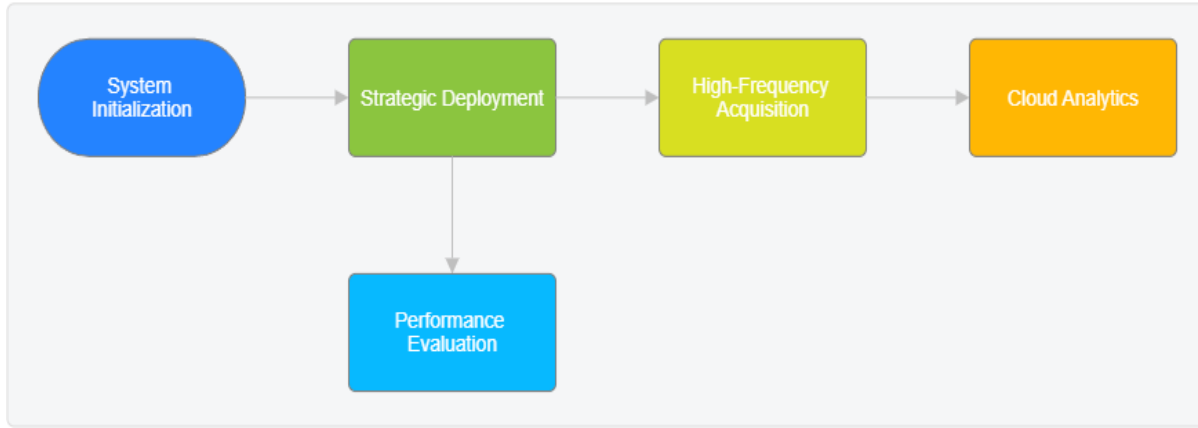 System
Initialization
Strategic Deployment
High-Frequency
Acquisition
Cloud Analytics
Performance
Evaluation